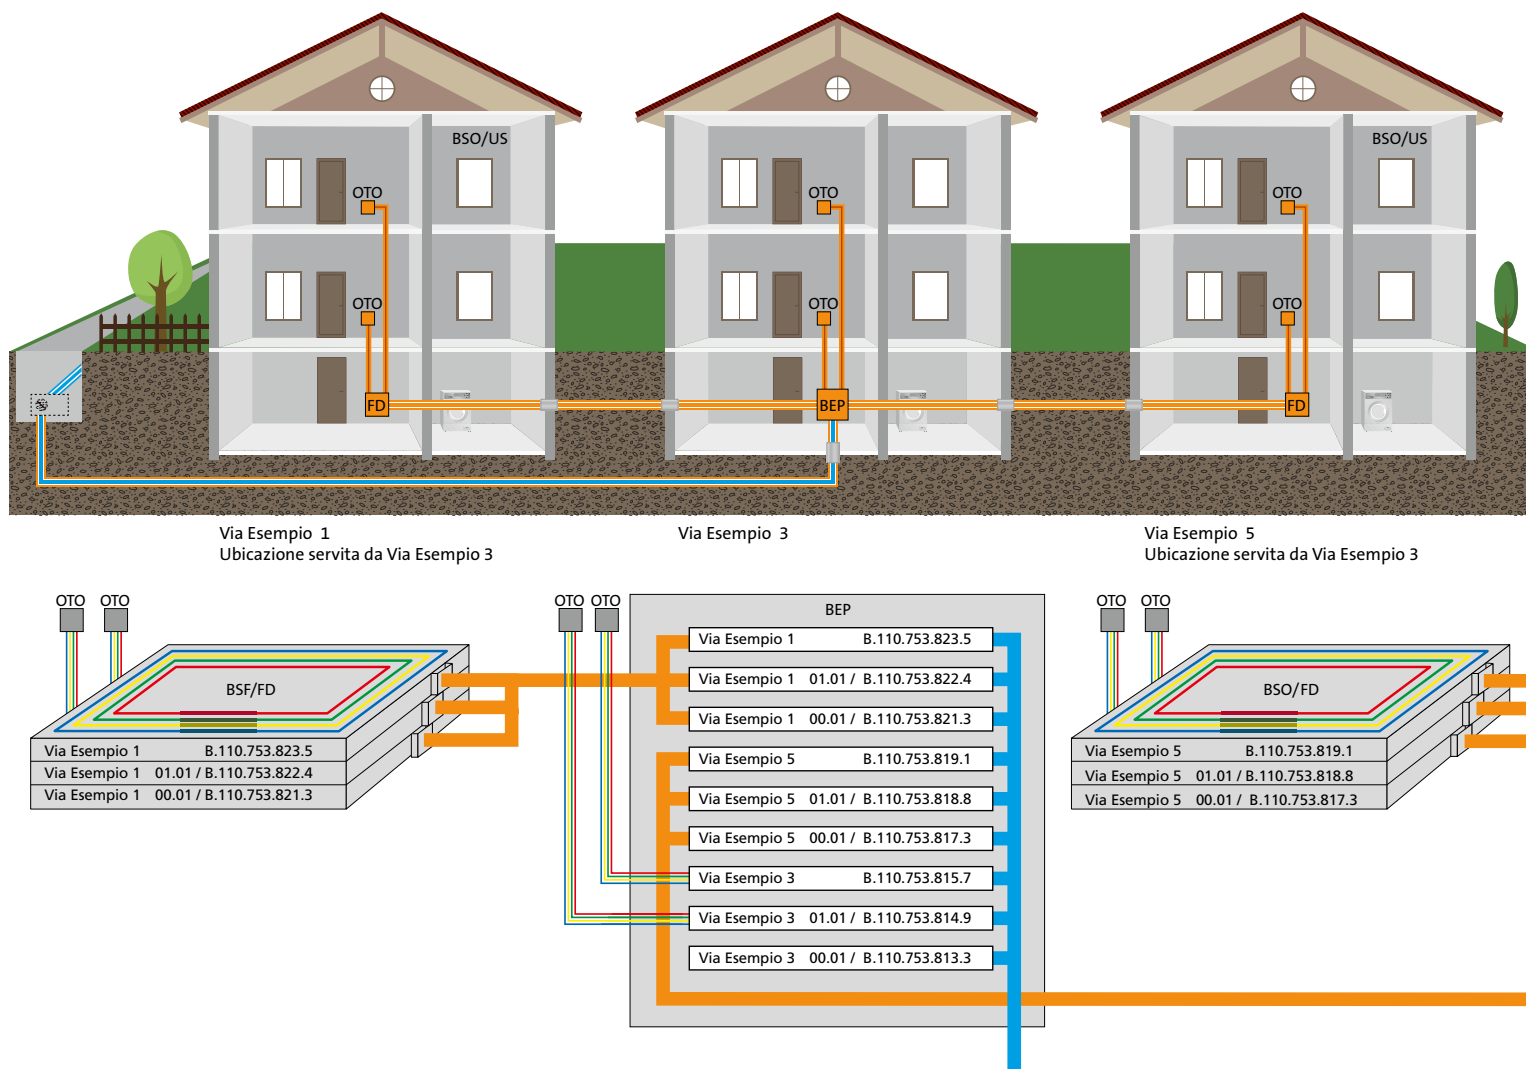 BSO/US
BSO/US
OTO
OTO
OTO
OTO
OTO
OTO
FD
BEP
FD
Via Esempio 1
Ubicazione servita da Via Esempio 3
Via Esempio 3
Via Esempio 5
Ubicazione servita da Via Esempio 3
OTO OTO
BSF/FD
Via Esempio 1 B.110.753.823.5
Via Esempio 1 01.01 / B.110.753.822.4
Via Esempio 1 00.01 / B.110.753.821.3
OTO OTO
BEP
Via Esempio 1 B.110.753.823.5
Via Esempio 1 01.01 / B.110.753.822.4
Via Esempio 1 00.01 / B.110.753.821.3
Via Esempio 5 B.110.753.819.1
Via Esempio 5 01.01 / B.110.753.818.8
Via Esempio 5 00.01 / B.110.753.817.3
Via Esempio 3 B.110.753.815.7
Via Esempio 3 01.01 / B.110.753.814.9
Via Esempio 3 00.01 / B.110.753.813.3
OTO OTO
BSO/FD
Via Esempio 5 B.110.753.819.1
Via Esempio 5 01.01 / B.110.753.818.8
Via Esempio 5 00.01 / B.110.753.817.3